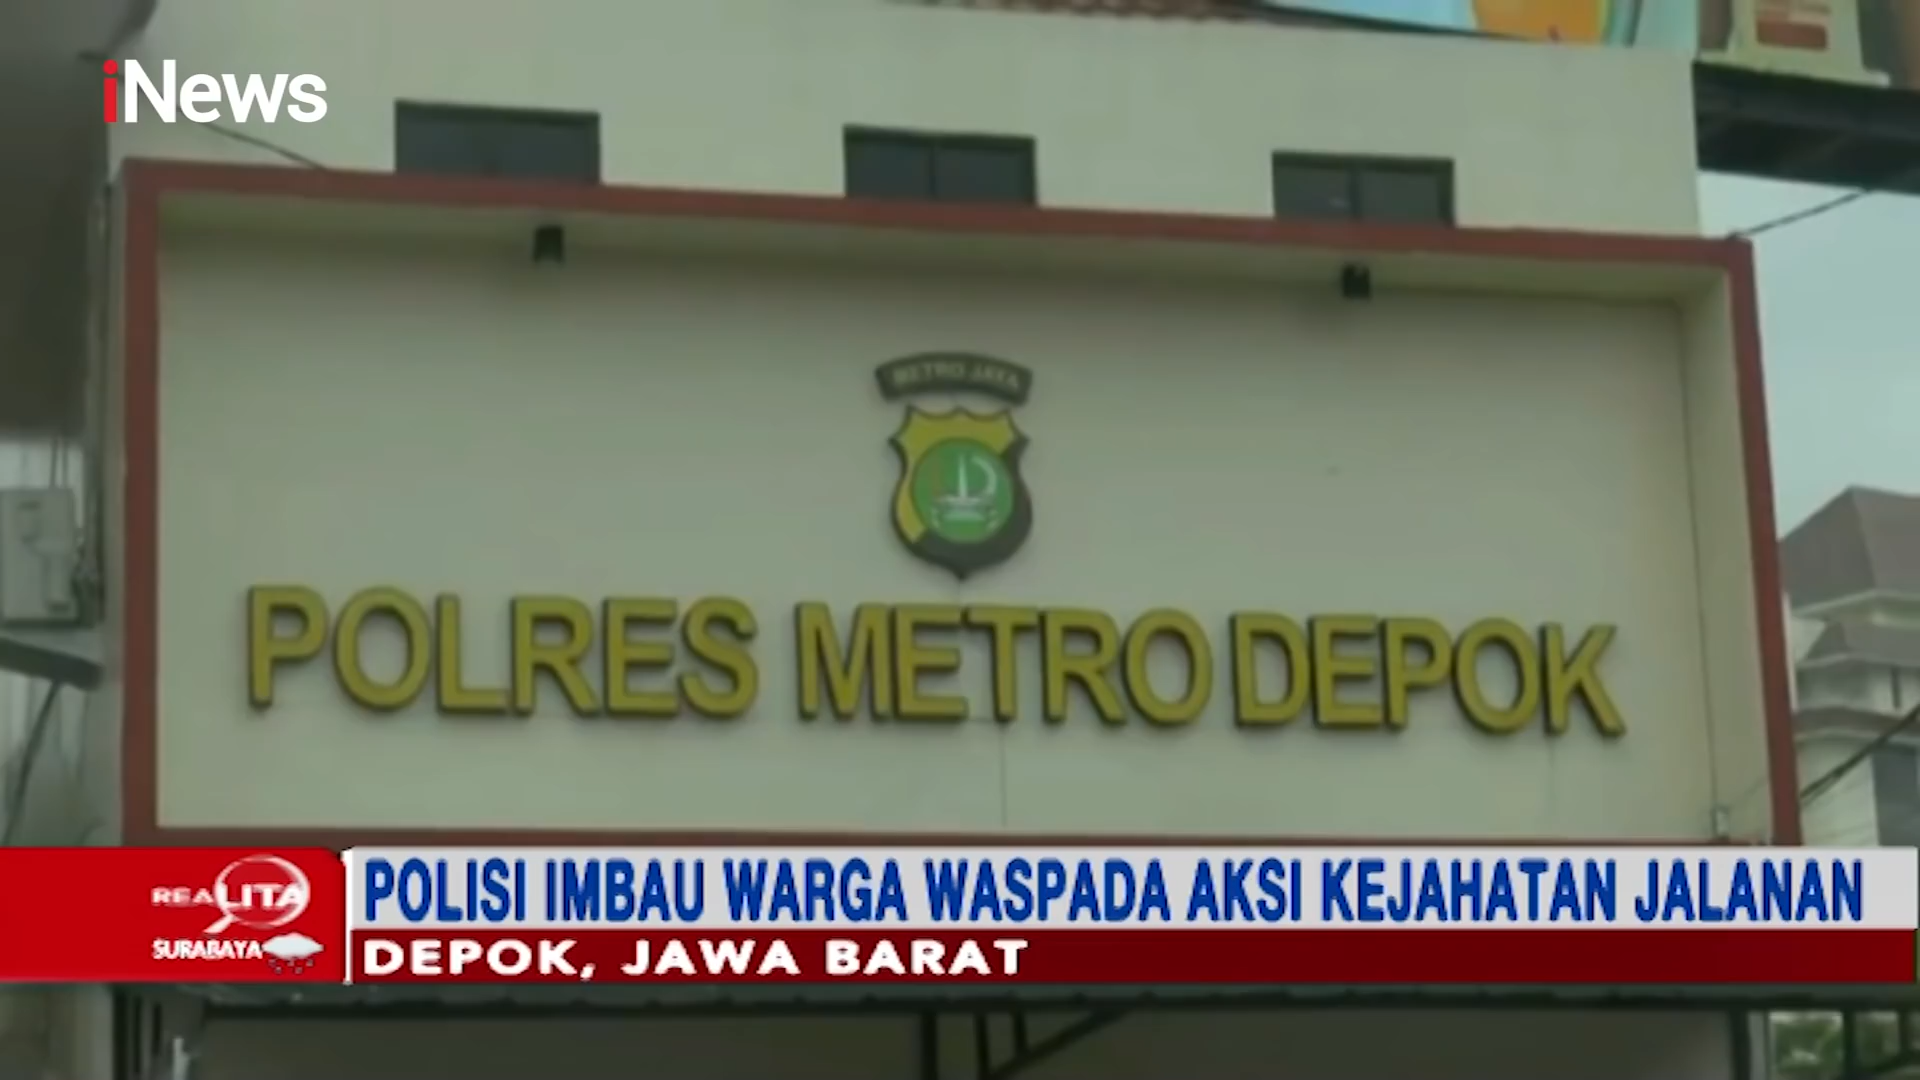 iNews
METRO JAYA
POLRES METRO DEPOK
REALITA
POLISI IMBAU WARGA WASPADA AKSI KEJAHATAN JALANAN
SURABAYA
DEPOK, JAWA BARAT